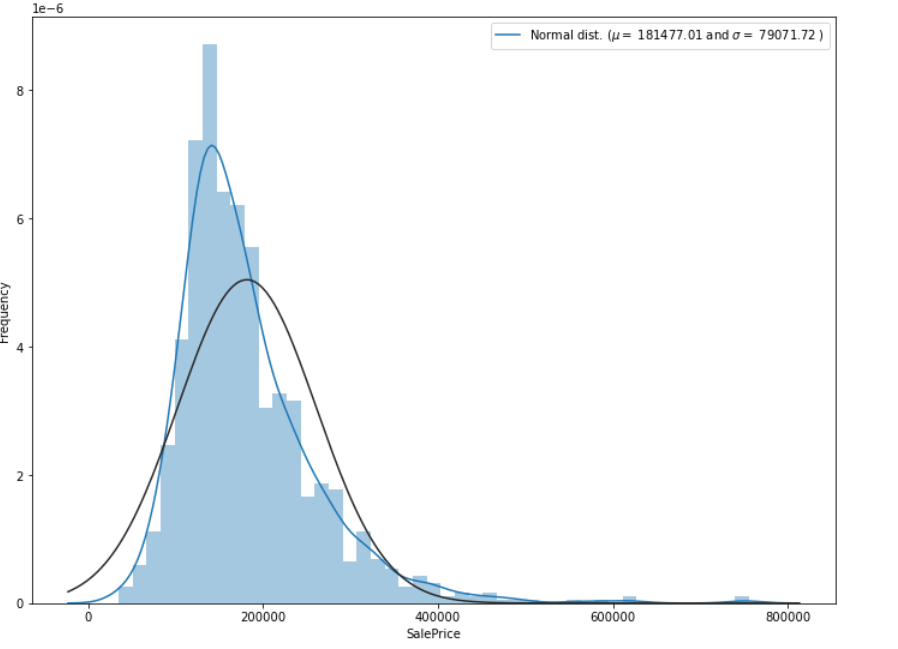 1e−6
Normal dist. (μ = 181477.01 and σ = 79071.72 )
8
6
4
2
0
Frequency
0 200000 400000 600000 800000
SalePrice